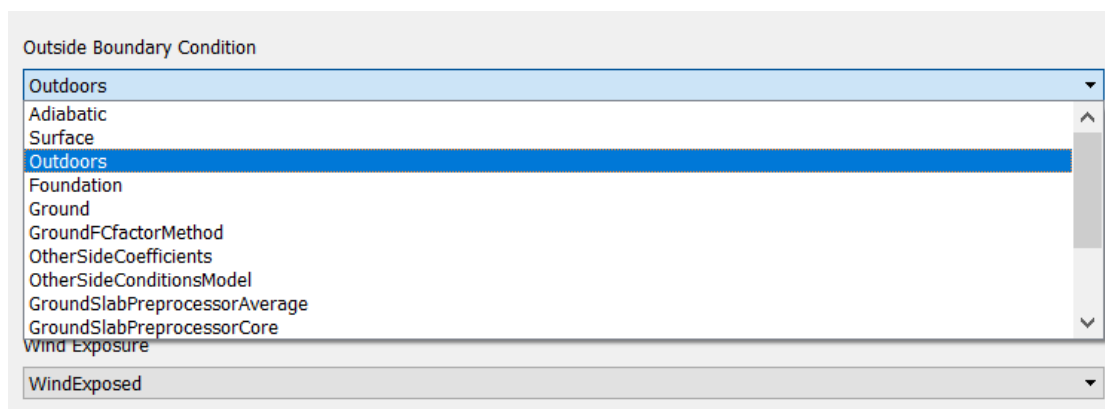 Outside Boundary Condition
Outdoors
Adiabatic
Surface
Outdoors
Foundation
Ground
GroundFCfactorMethod
OtherSideCoefficients
OtherSideConditionsModel
GroundSlabPreprocessorAverage
GroundSlabPreprocessorCore
Wind Exposure
WindExposed